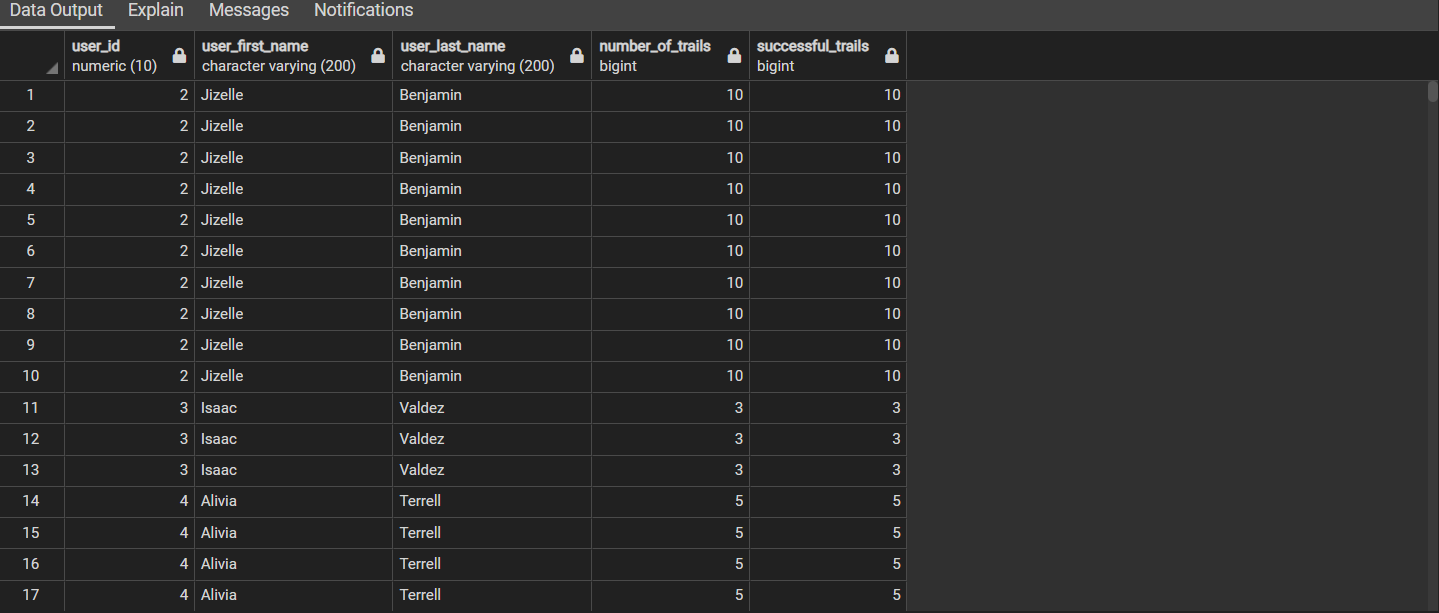 Data Output Explain Messages Notifications
user_id user_first_name user_last_name number_of_trails successful_trails
numeric (10) character varying (200) character varying (200) bigint bigint
1 2 Jizelle Benjamin 10 10
2 2 Jizelle Benjamin 10 10
3 2 Jizelle Benjamin 10 10
4 2 Jizelle Benjamin 10 10
5 2 Jizelle Benjamin 10 10
6 2 Jizelle Benjamin 10 10
7 2 Jizelle Benjamin 10 10
8 2 Jizelle Benjamin 10 10
9 2 Jizelle Benjamin 10 10
10 2 Jizelle Benjamin 10 10
11 3 Isaac Valdez 3 3
12 3 Isaac Valdez 3 3
13 3 Isaac Valdez 3 3
14 4 Alivia Terrell 5 5
15 4 Alivia Terrell 5 5
16 4 Alivia Terrell 5 5
17 4 Alivia Terrell 5 5